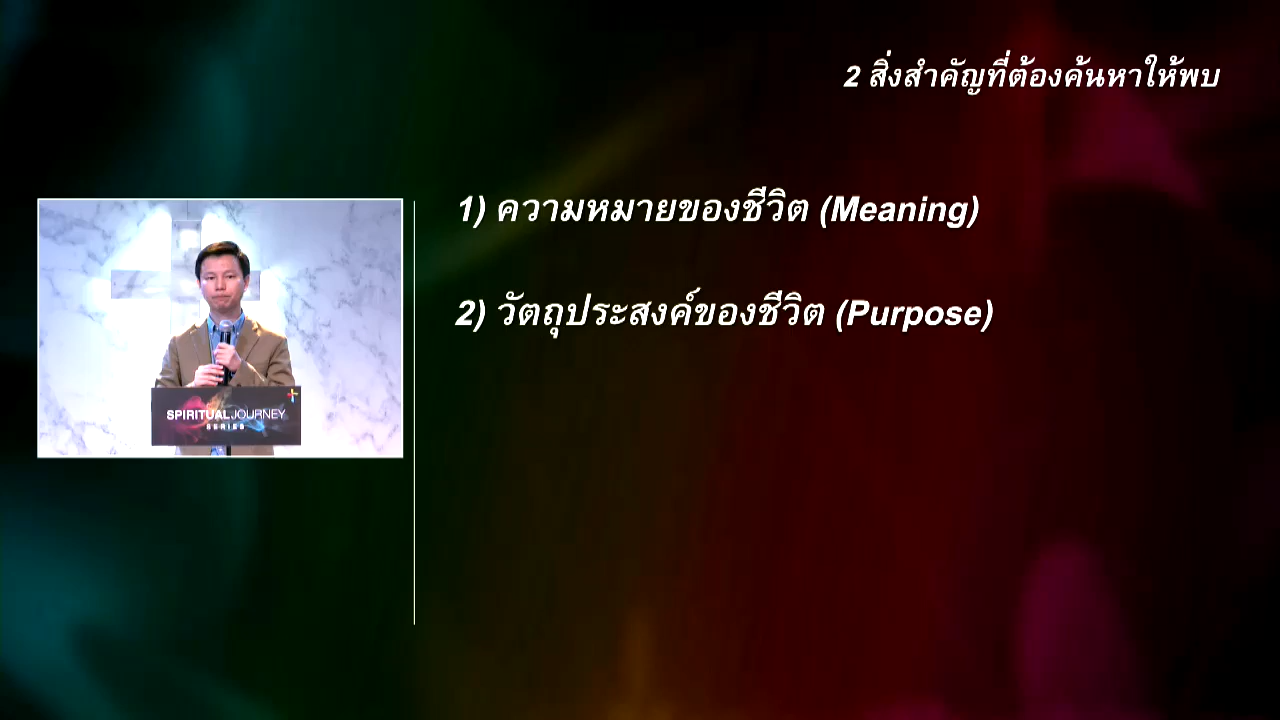 2 สิ่งสำคัญที่ต้องค้นหาให้พบ
1) ความหมายของชีวิต (Meaning)
2) วัตถุประสงค์ของชีวิต (Purpose)
SPIRITUALJOURNEY
SERIES